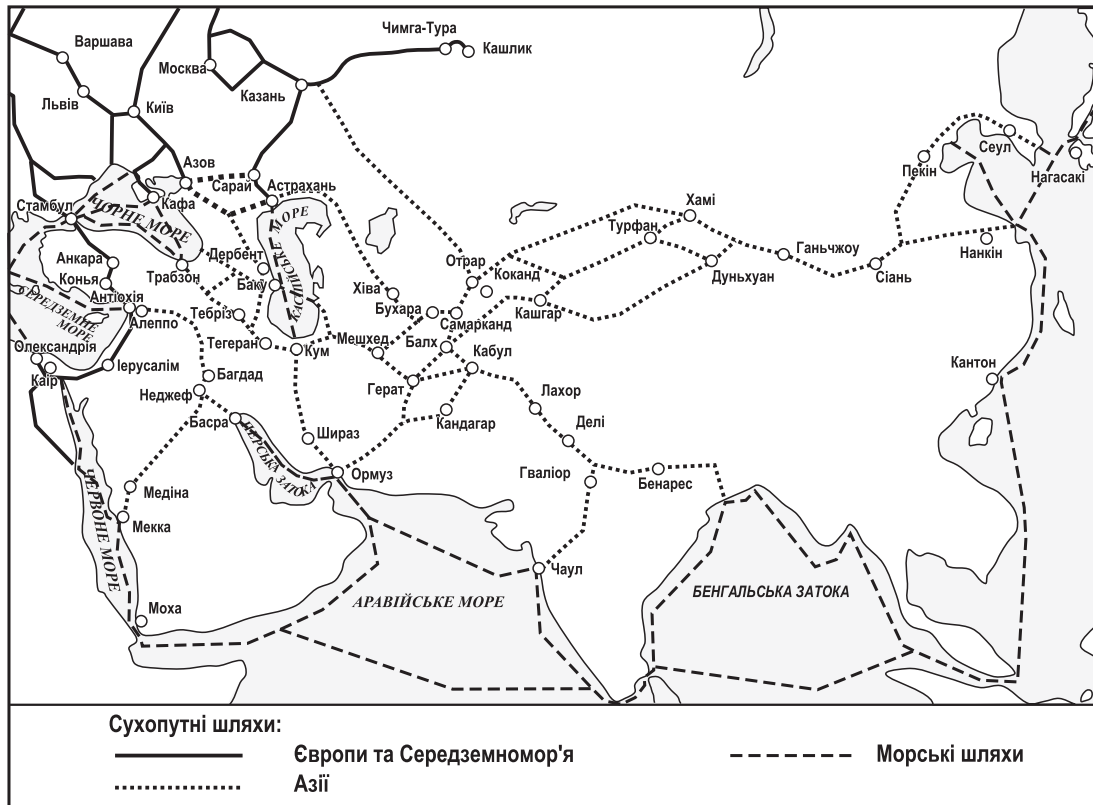 Чимга-Тура
Варшава
Кашлик
Москва
Казань
Львів
Київ
Сеул
Пекін
Азов
Сарай
Астрахань
Нагасакі
Стамбул
Кафа
ЧОРНЕ МОРЕ
КАСПІЙСЬКЕ МОРЕ
Хамі
Турфан
Ганьчжоу
Нанкін
Анкара
Дербент
Отрар
Коканд
Дуньхуан
Сіань
Конья
Трабзон
Баку
Хіва
Антіохія
СЕРЕДЗЕМНЕ МОРЕ
Алеппо
Тебріз
Бухара
Самарканд
Кашгар
Тегеран
Мешхед
Балх
Кабул
Олександрія
Кум
Кантон
Каір
Ієрусалім
Багдад
Герат
Лахор
Неджеф
Кандагар
Басра
Шираз
Делі
ПЕРСЬКА ЗАТОКА
Ормуз
Гваліор
Бенарес
Медіна
ЧЕРВОНЕ МОРЕ
Мекка
Чаул
БЕНГАЛЬСЬКА ЗАТОКА
АРАВІЙСЬКЕ МОРЕ
Моха
Сухопутні шляхи:
Європи та Середземномор'я
Морські шляхи
Азії